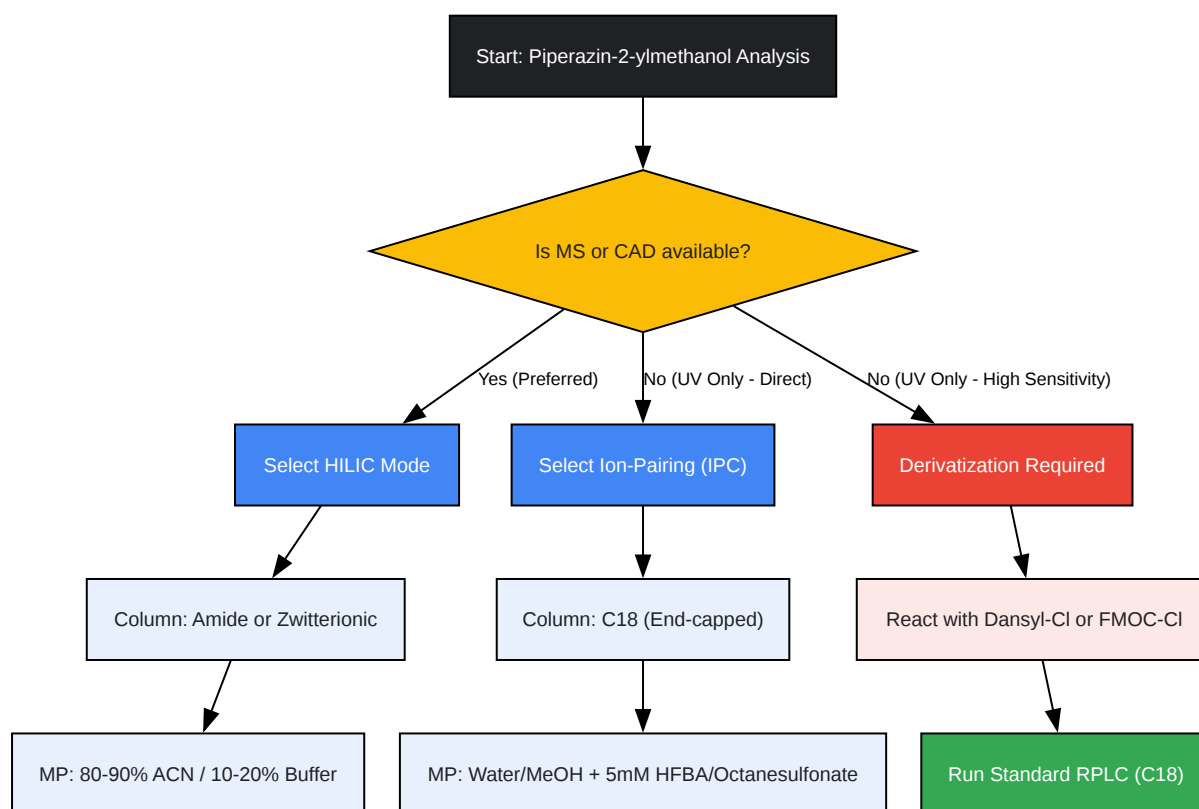 Start: Piperazin-2-ylmethanol Analysis
Is MS or CAD available?
Yes (Preferred)
No (UV Only - Direct)
No (UV Only - High Sensitivity)
Select HILIC Mode
Select Ion-Pairing (IPC)
Derivatization Required
Column: Amide or Zwitterionic
Column: C18 (End-capped)
React with Dansyl-Cl or FMOC-Cl
MP: 80-90% ACN / 10-20% Buffer
MP: Water/MeOH + 5mM HFBA/Octanesulfonate
Run Standard RPLC (C18)